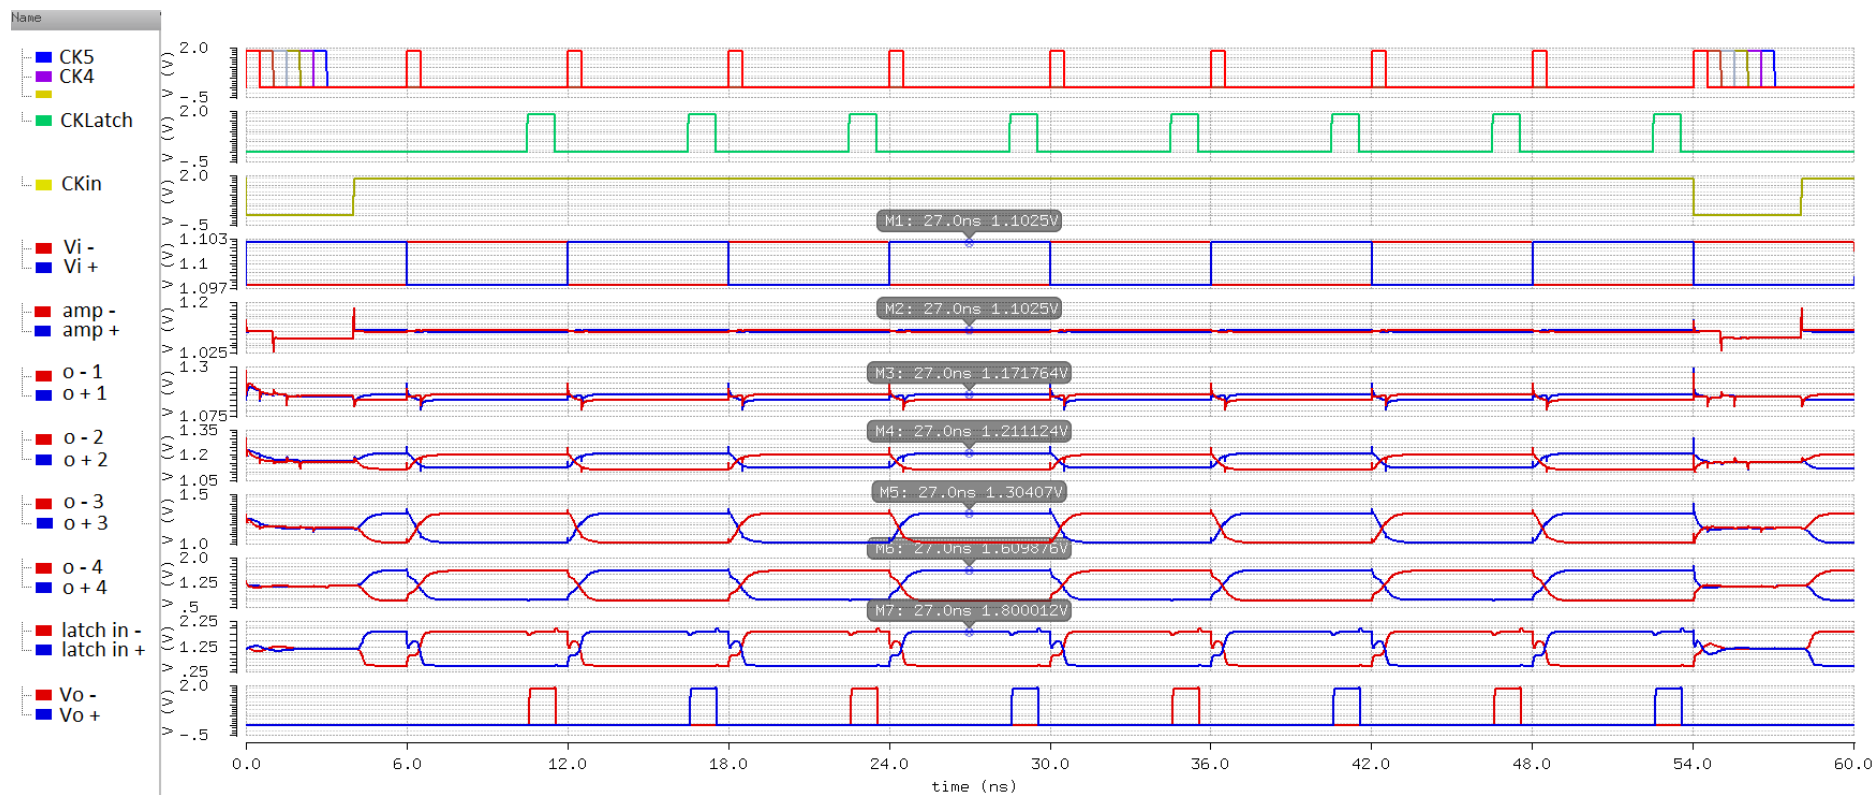 Name
CK5
CK4
2.0
-.5
V (V)
CKLatch
2.0
-.5
V (V)
CKin
2.0
-.5
V (V)
M1: 27.0ns 1.1025V
Vi -
Vi +
1.103
1.1
1.097
V (V)
M2: 27.0ns 1.1025V
amp -
amp +
1.2
1.025
V (V)
M3: 27.0ns 1.171764V
o - 1
o + 1
1.3
1.075
V (V)
M4: 27.0ns 1.211124V
o - 2
o + 2
1.35
1.2
1.05
V (V)
M5: 27.0ns 1.30407V
o - 3
o + 3
1.5
1.0
V (V)
M6: 27.0ns 1.609876V
o - 4
o + 4
2.0
1.25
.5
V (V)
M7: 27.0ns 1.800012V
latch in -
latch in +
2.25
1.25
.25
V (V)
Vo -
Vo +
2.0
-.5
V (V)
0.0 6.0 12.0 18.0 24.0 30.0 36.0 42.0 48.0 54.0 60.0
time (ns)